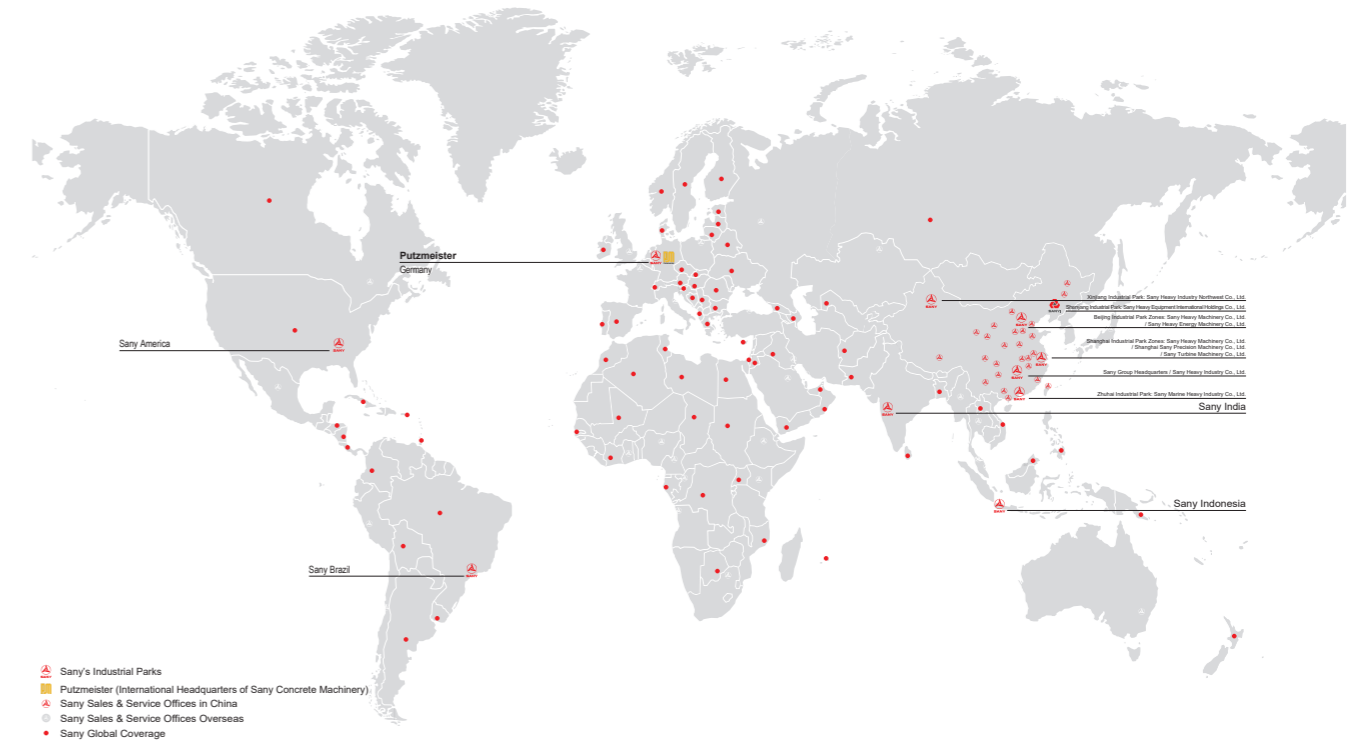 Putzmeister
Germany
Xinjiang Industrial Park: Sany Heavy Industry Northwest Co., Ltd.
Shenyang Industrial Park: Sany Heavy Equipment International Holdings Co., Ltd.
SANY
Beijing Industrial Park Zones: Sany Heavy Machinery Co., Ltd.
/ Sany Heavy Energy Machinery Co., Ltd.
Sany America
Shanghai Industrial Park Zones: Sany Heavy Machinery Co., Ltd.
/ Shanghai Sany Precision Machinery Co., Ltd.
/ Sany Turbine Machinery Co., Ltd.
Sany Group Headquarters / Sany Heavy Industry Co., Ltd.
Zhuhai Industrial Park: Sany Marine Heavy Industry Co., Ltd.
Sany India
Sany Indonesia
Sany Brazil
Sany's Industrial Parks
Putzmeister (International Headquarters of Sany Concrete Machinery)
Sany Sales & Service Offices in China
Sany Sales & Service Offices Overseas
Sany Global Coverage